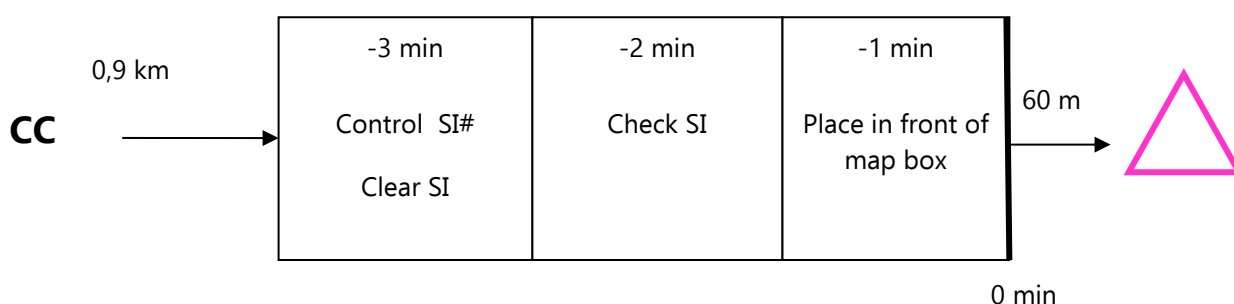 CC
0,9 km
-3 min
Control SI#
Clear SI
-2 min
Check SI
-1 min
Place in front of
map box
60 m
0 min